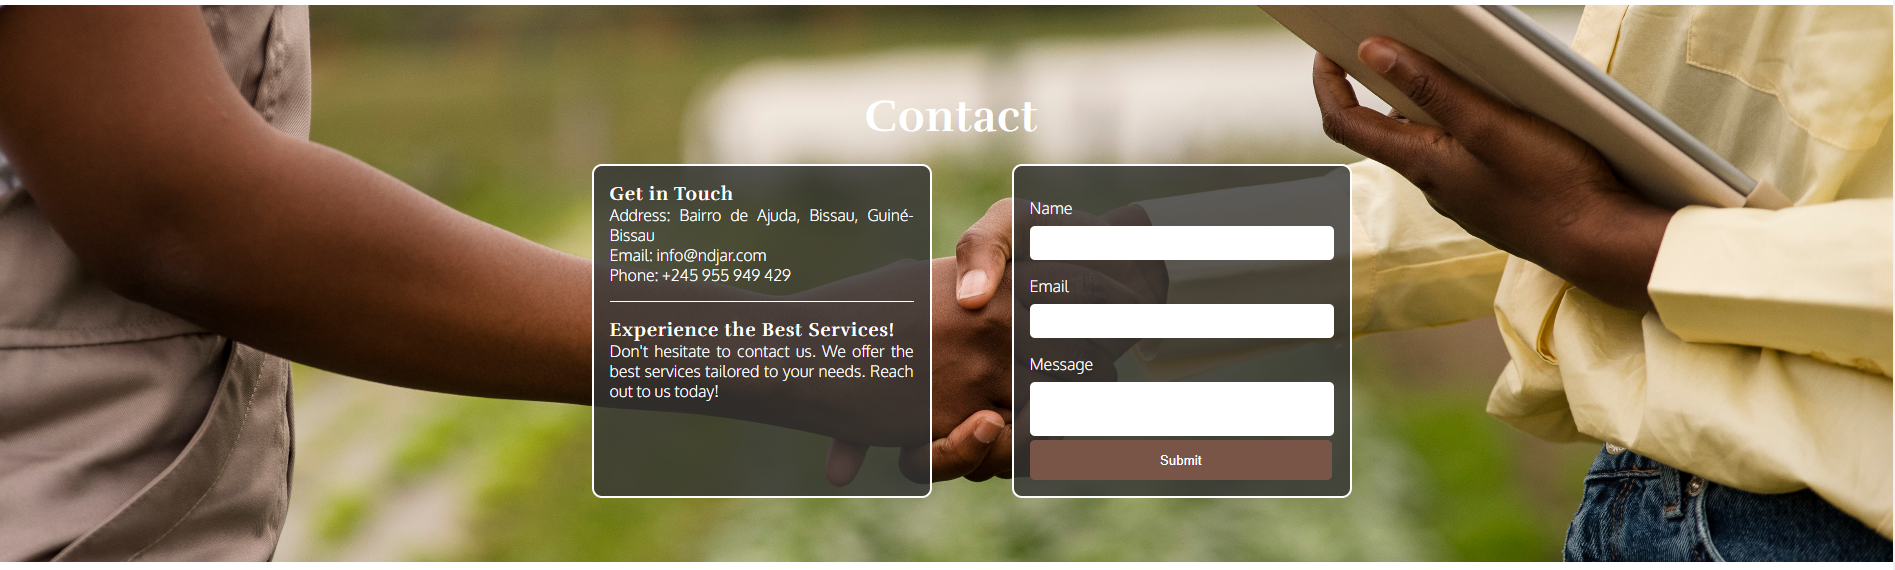 Contact
Get in Touch
Address: Bairro de Ajuda, Bissau, Guiné-
Bissau
Email: info@ndjar.com
Phone: +245 955 949 429
Experience the Best Services!
Don't hesitate to contact us. We offer the
best services tailored to your needs. Reach
out to us today!
Name
Email
Message
Submit